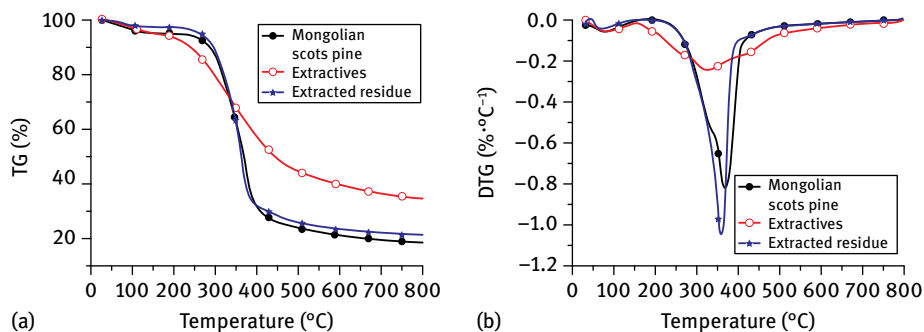 100
80
60
40
20
TG (%)
Mongolian
scots pine
Extractives
Extracted residue
0 100 200 300 400 500 600 700 800
Temperature (°C)
(a)
0.0
−0.2
−0.4
−0.6
−0.8
−1.0
−1.2
DTG (%·°C⁻¹)
Mongolian
scots pine
Extractives
Extracted residue
0 100 200 300 400 500 600 700 800
Temperature (°C)
(b)